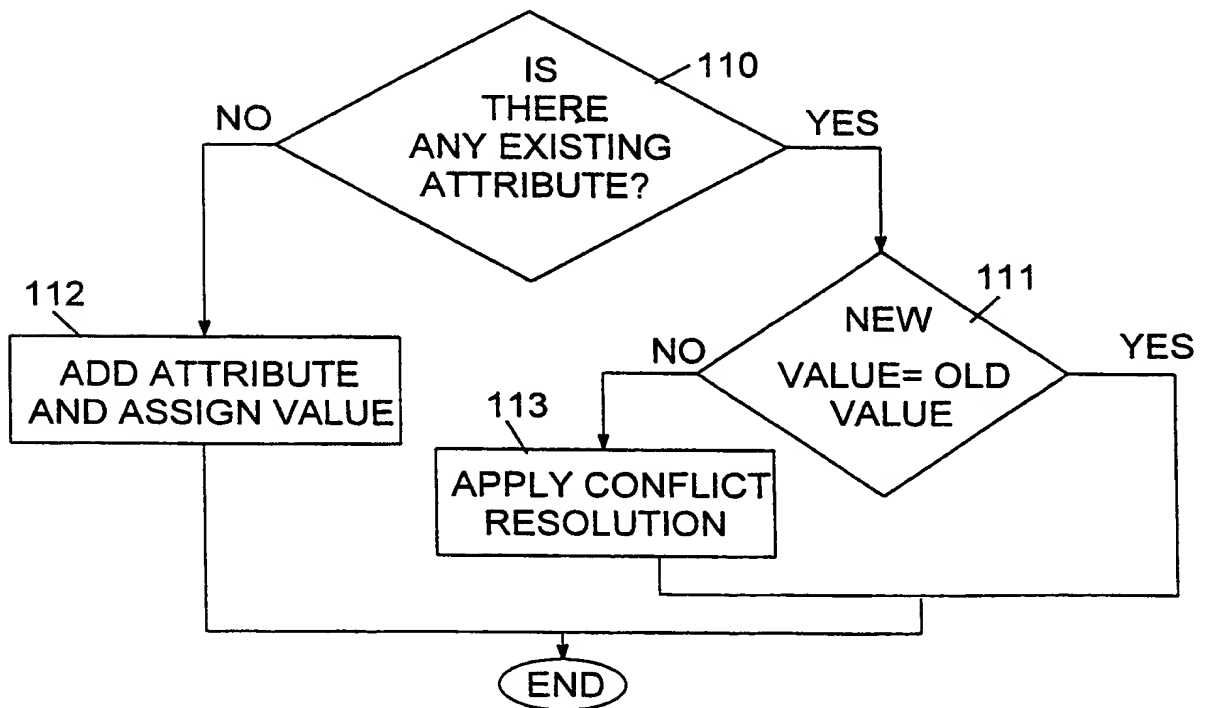 IS
THERE
ANY EXISTING
ATTRIBUTE?
110
NO
YES
112
ADD ATTRIBUTE
AND ASSIGN VALUE
111
NEW
VALUE= OLD
VALUE
NO
YES
113
APPLY CONFLICT
RESOLUTION
END